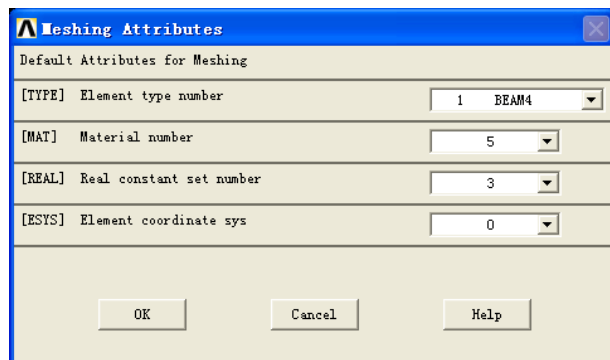 Meshing Attributes
Default Attributes for Meshing
[TYPE] Element type number 1 BEAM4
[MAT] Material number 5
[REAL] Real constant set number 3
[ESYS] Element coordinate sys 0
OK Cancel Help